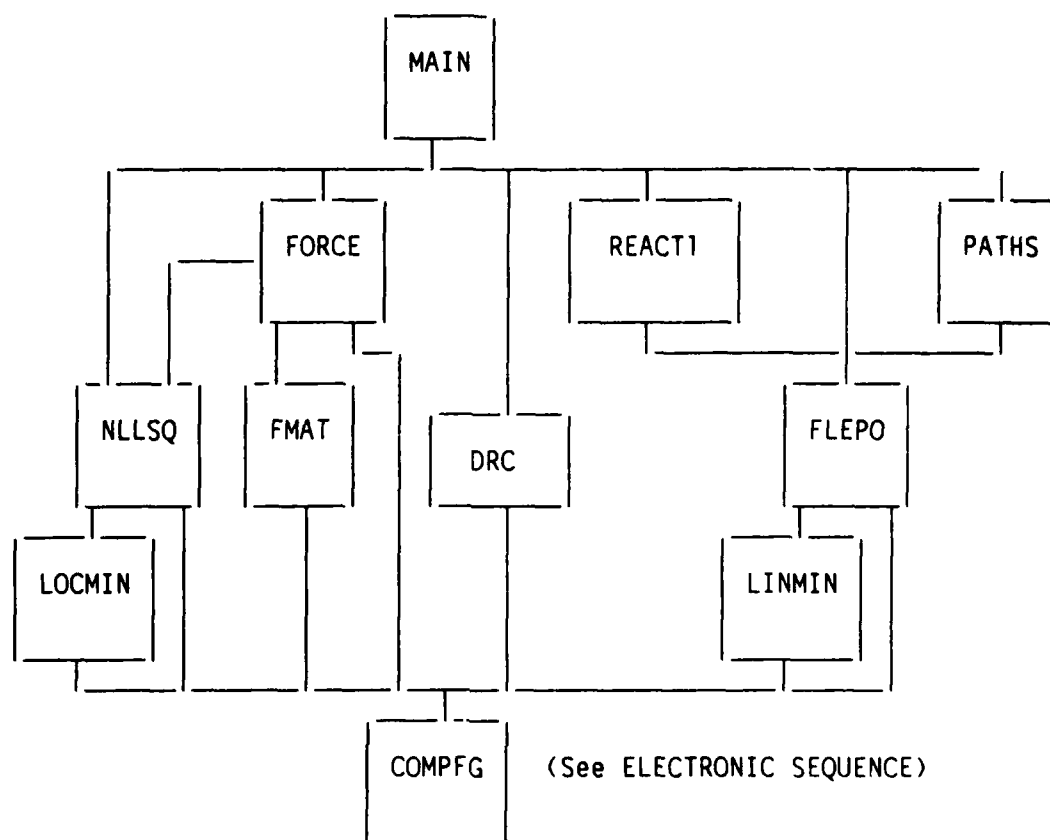 MAIN
FORCE
REACT1
PATHS
NLLSQ
FMAT
DRC
FLEPO
LOCMIN
LINMIN
COMPFG
(See ELECTRONIC SEQUENCE)